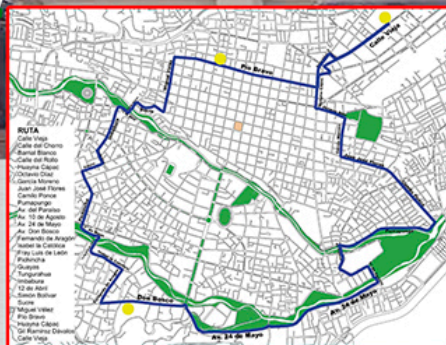 Calle Vieja
Pío Bravo
RUTA
Calle Vieja
Calle del Chorro
Barrial Blanco
Calle del Rollo
Huayna Cápac
Octavio Díaz
García Moreno
Juan José Flores
Camilo Ponce
Pumapungo
Av. del Paraíso
Av. 10 de Agosto
Av. 24 de Mayo
Av. Don Bosco
Fernando de Aragón
Isabel la Católica
Fray Luis de León
Pichincha
Guayas
Tungurahua
Imbabura
12 de Abril
Simón Bolívar
Sucre
Miguel Vélez
Pío Bravo
Huayna Cápac
Gil Ramírez Dávalos
Calle Vieja
Don Bosco
Av. 24 de Mayo
Av. 24 de Mayo